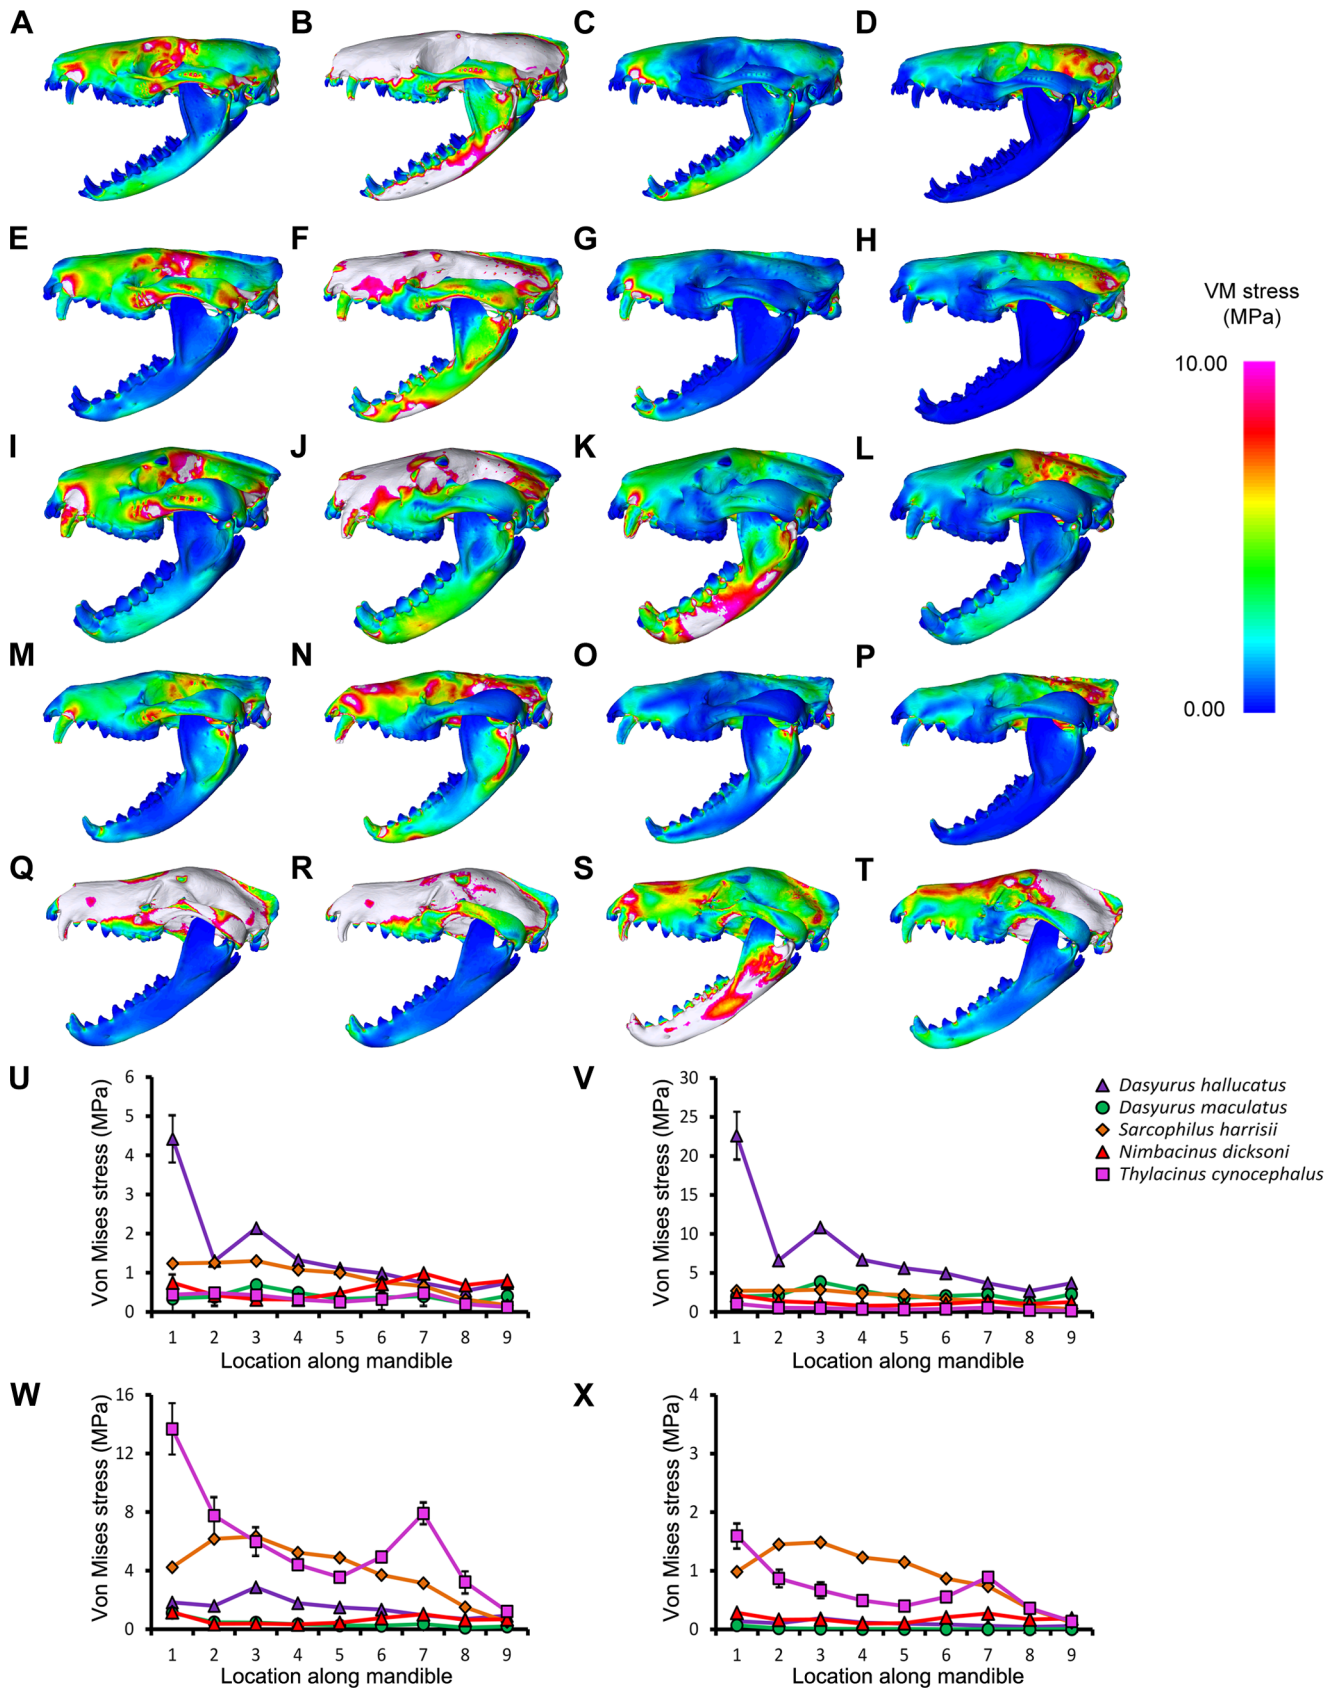 A
B
C
D
E
F
G
H
VM stress
(MPa)
10.00
0.00
I
J
K
L
M
N
O
P
Q
R
S
T
U
Von Mises stress (MPa)
6
5
4
3
2
1
0
1 2 3 4 5 6 7 8 9
Location along mandible
V
Von Mises stress (MPa)
30
25
20
15
10
5
0
1 2 3 4 5 6 7 8 9
Location along mandible
Dasyurus hallucatus
Dasyurus maculatus
Sarcophilus harrisii
Nimbacinus dicksoni
Thylacinus cynocephalus
W
Von Mises stress (MPa)
16
12
8
4
0
1 2 3 4 5 6 7 8 9
Location along mandible
X
Von Mises stress (MPa)
4
3
2
1
0
1 2 3 4 5 6 7 8 9
Location along mandible